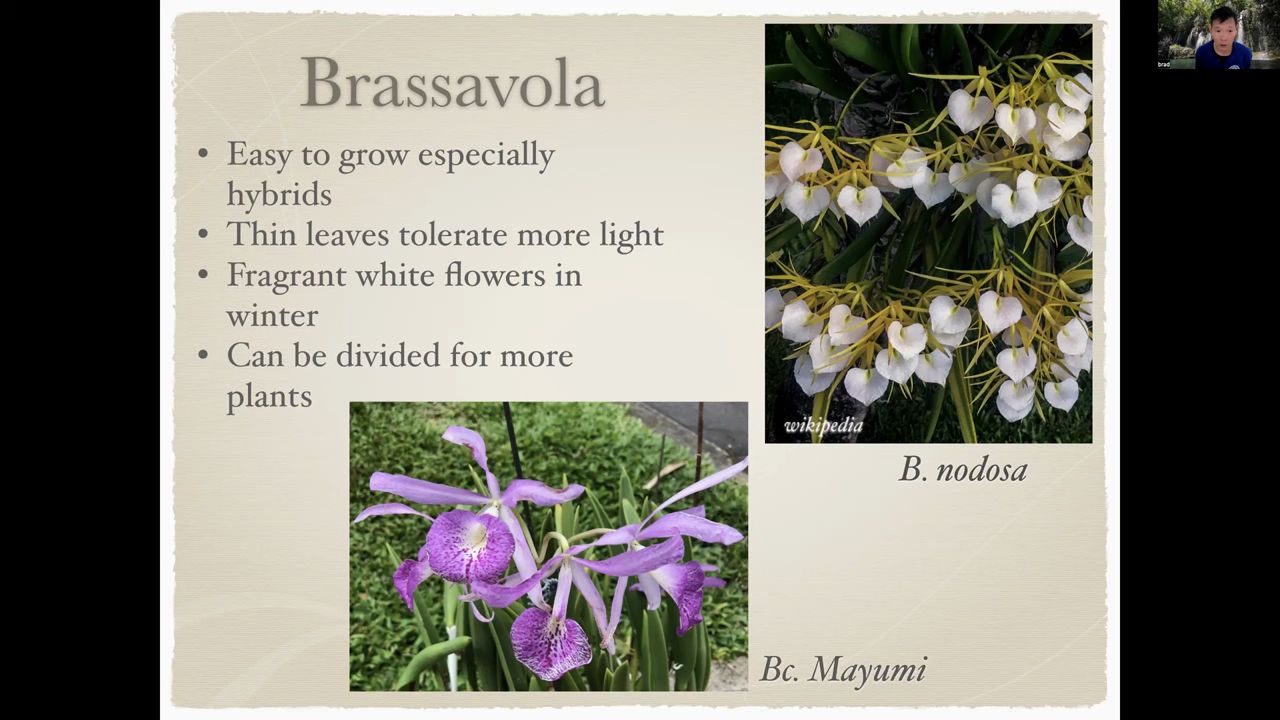 Brassavola
• Easy to grow especially
hybrids
• Thin leaves tolerate more light
• Fragrant white flowers in
winter
• Can be divided for more
plants
wikipedia
B. nodosa
Bc. Mayumi
brad